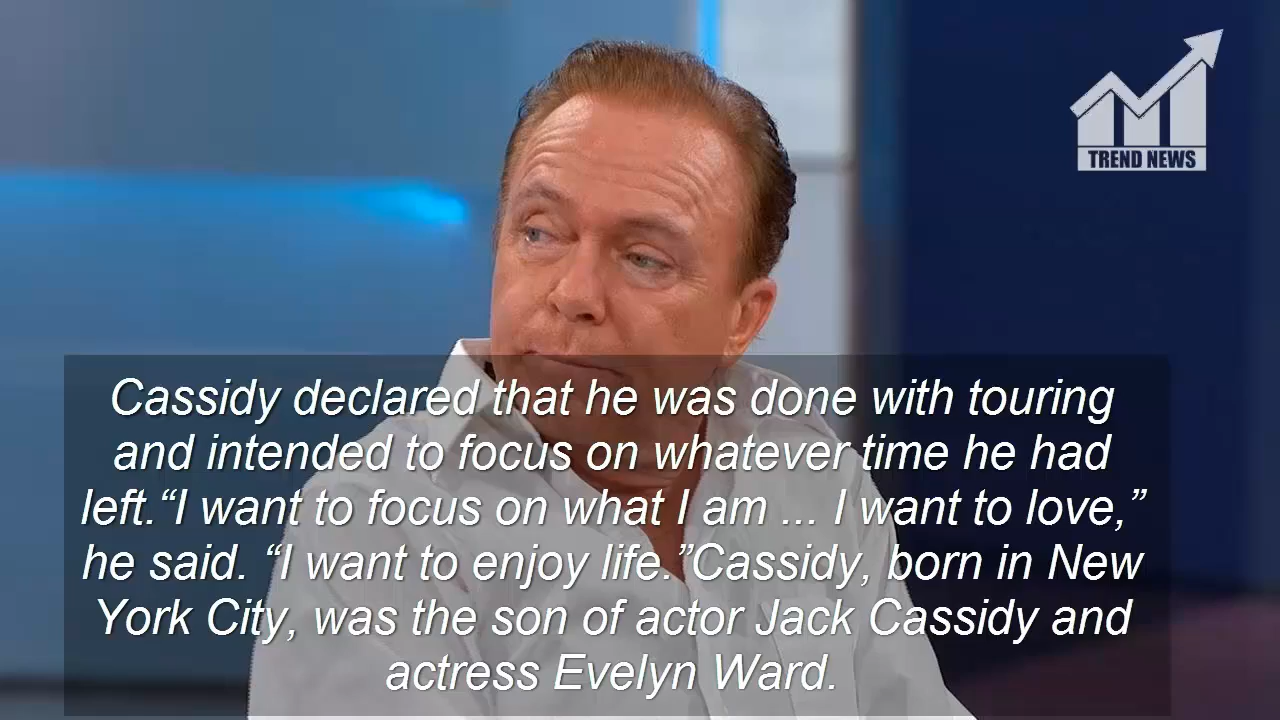 TREND NEWS
Cassidy declared that he was done with touring
and intended to focus on whatever time he had
left.“I want to focus on what I am ... I want to love,”
he said. “I want to enjoy life.”Cassidy, born in New
York City, was the son of actor Jack Cassidy and
actress Evelyn Ward.